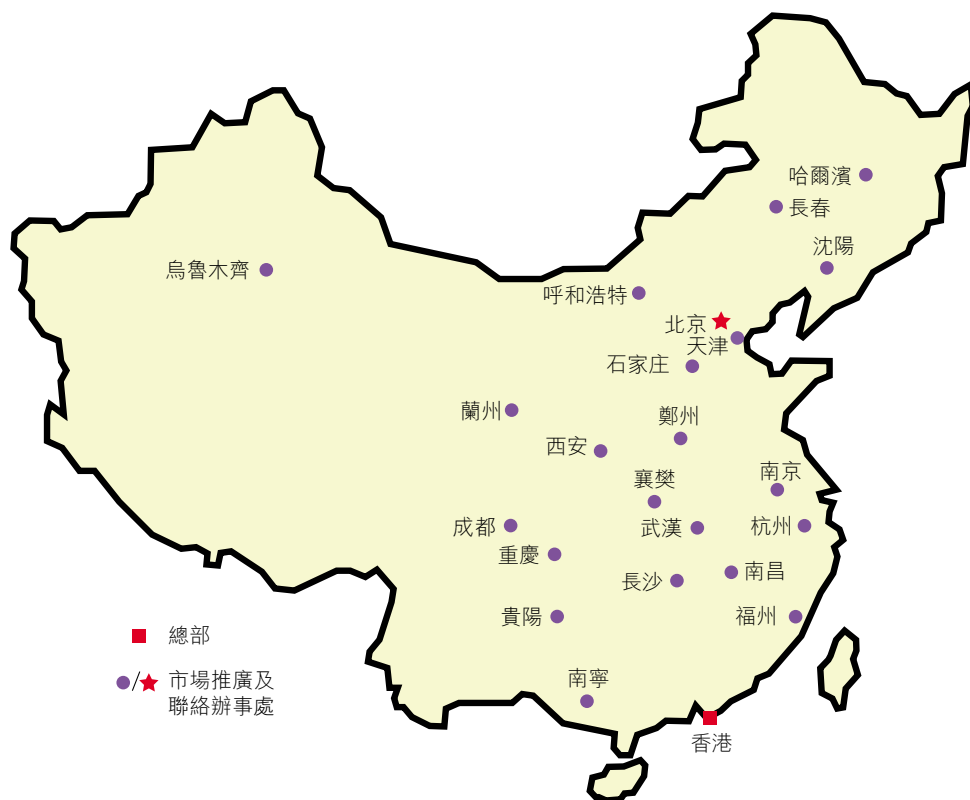 哈爾濱
長春
沈陽
烏魯木齊
呼和浩特
北京
天津
石家庄
蘭州
鄭州
西安
襄樊
南京
成都
武漢
杭州
重慶
南昌
長沙
貴陽
福州
總部
/
市場推廣及
聯絡辦事處
南寧
香港